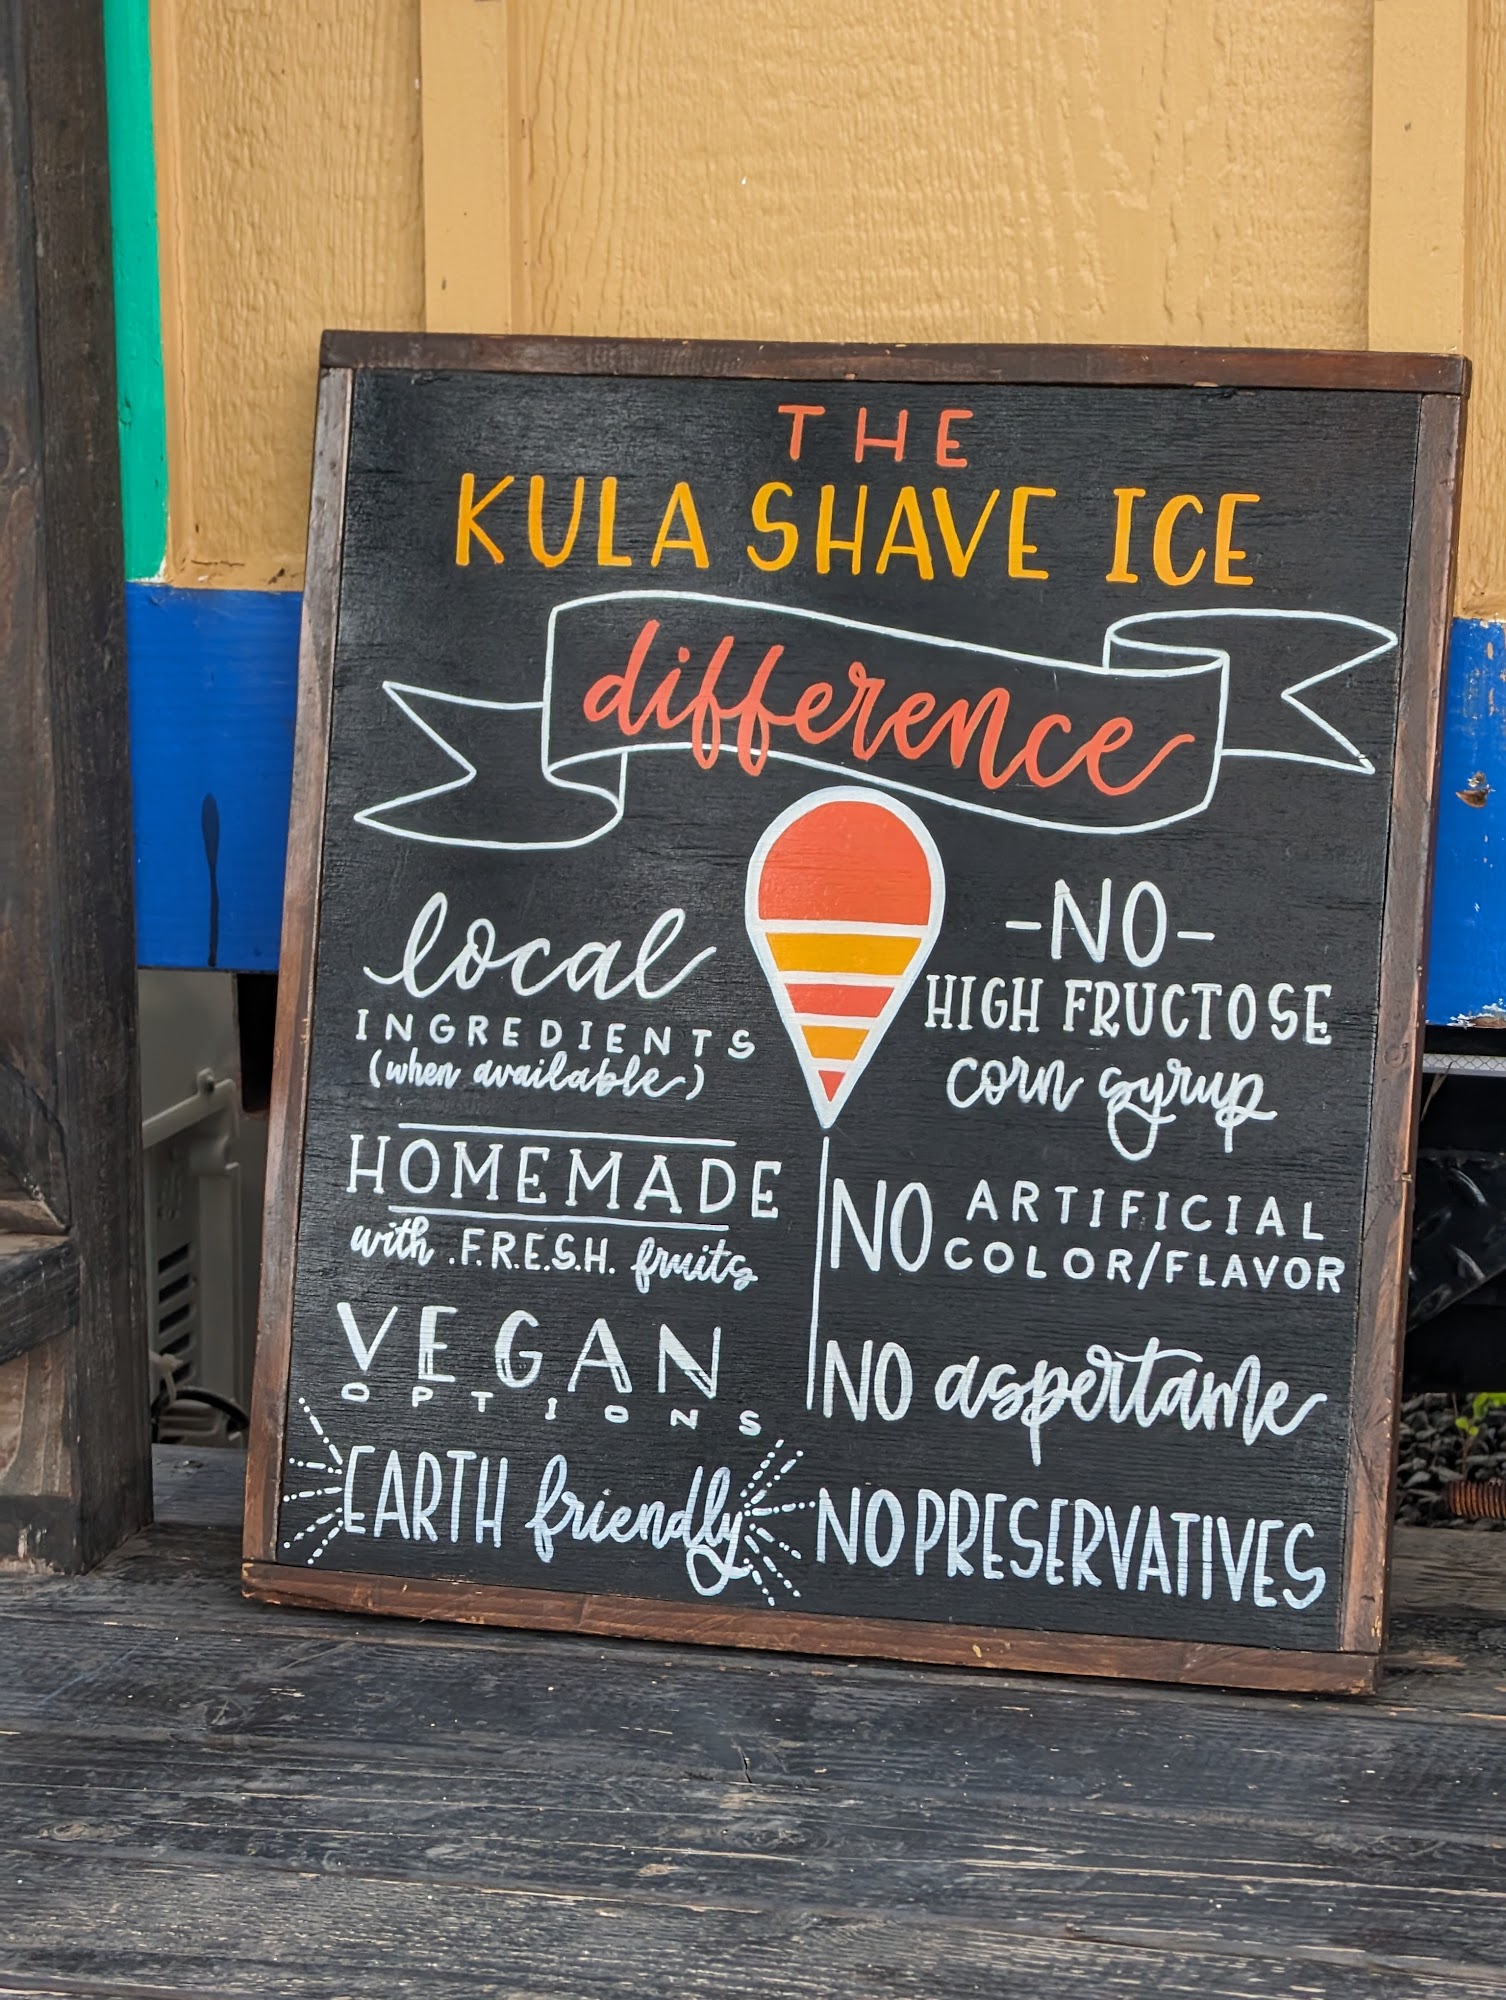 THE
KULA SHAVE ICE
difference
local
INGREDIENTS
(when available)
HOMEMADE
with .F.R.E.S.H. fruits
VEGAN
OPTIONS
EARTH friendly
-NO-
HIGH FRUCTOSE
corn syrup
NO ARTIFICIAL
COLOR/FLAVOR
NO aspertame
NO PRESERVATIVES